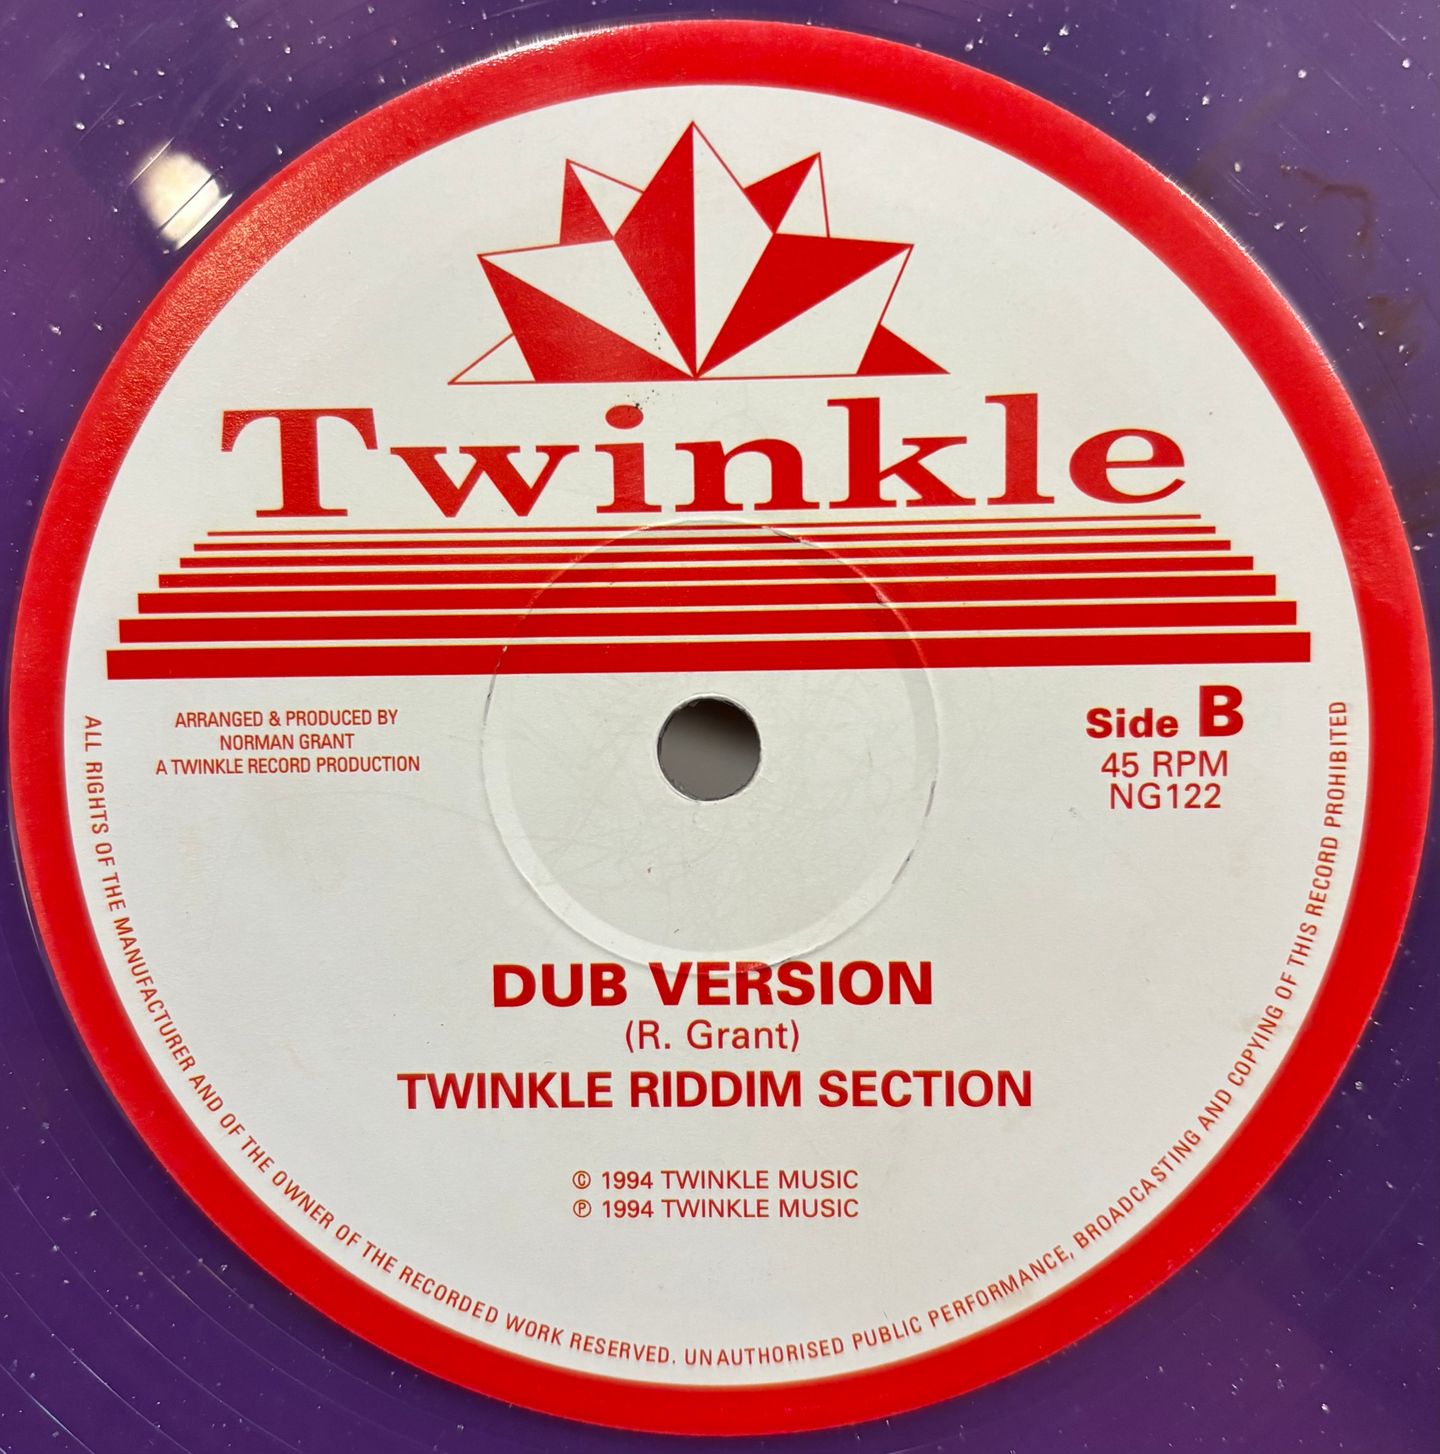 Twinkle
ARRANGED & PRODUCED BY
NORMAN GRANT
A TWINKLE RECORD PRODUCTION
Side B
45 RPM
NG122
DUB VERSION
(R. Grant)
TWINKLE RIDDIM SECTION
© 1994 TWINKLE MUSIC
℗ 1994 TWINKLE MUSIC
ALL RIGHTS OF THE MANUFACTURER AND OF THE OWNER OF THE RECORDED WORK RESERVED. UNAUTHORISED PUBLIC PERFORMANCE, BROADCASTING AND COPYING OF THIS RECORD PROHIBITED